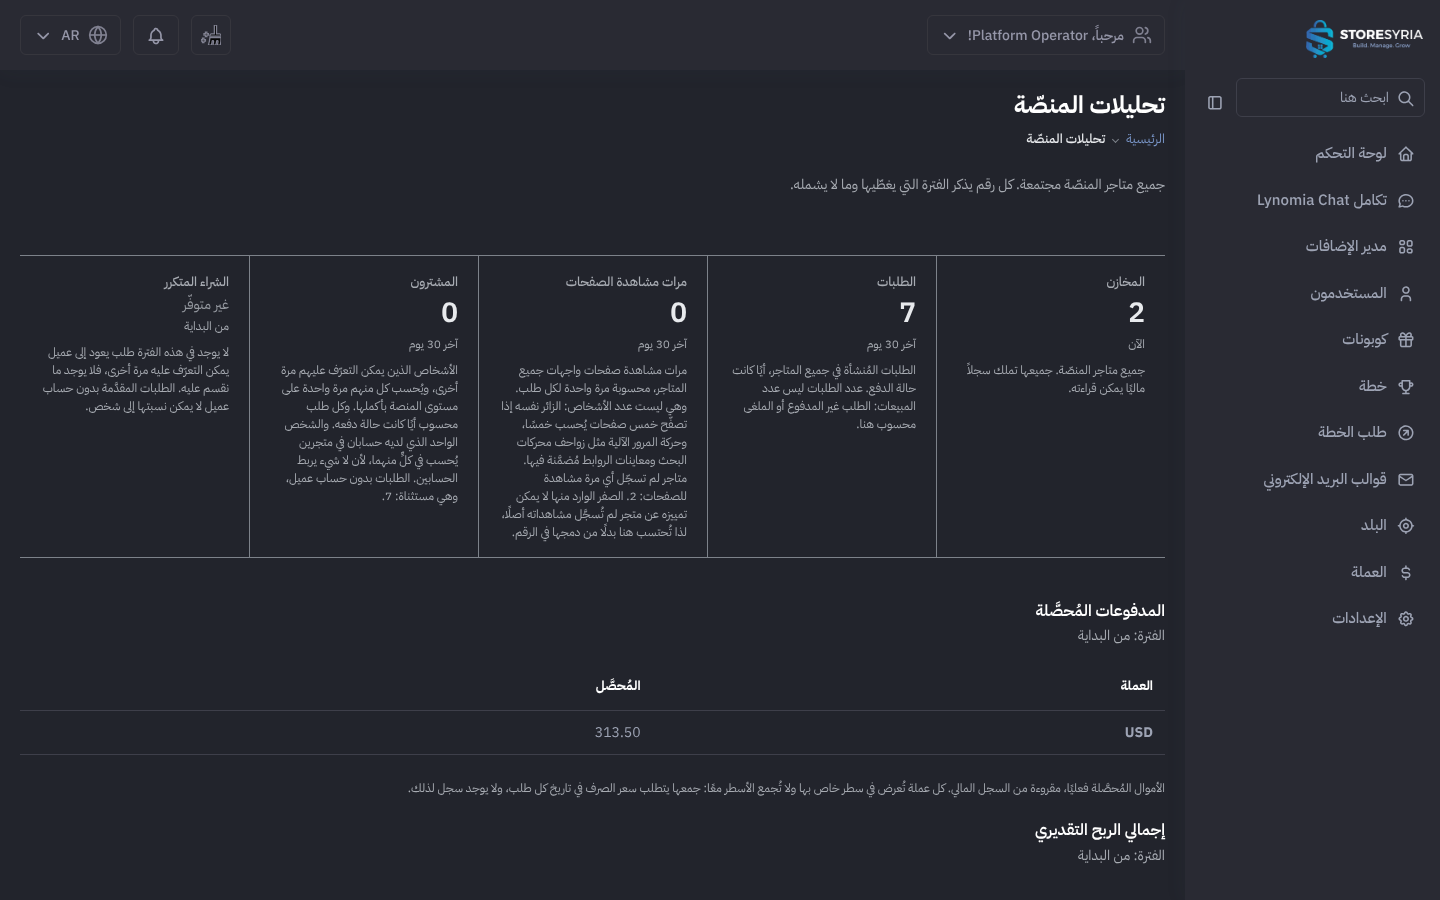 STORESYRIA
Build. Manage. Grow
مرحباً، Platform Operator!
AR
ابحث هنا
لوحة التحكم
تكامل Lynomia Chat
مدير الإضافات
المستخدمون
كوبونات
خطة
طلب الخطة
قوالب البريد الإلكتروني
البلد
العملة
الإعدادات
تحليلات المنصّة
الرئيسية
تحليلات المنصّة
جميع متاجر المنصّة مجتمعة. كل رقم يذكر الفترة التي يغطّيها وما لا يشمله.
المخازن
2
الآن
جميع متاجر المنصّة. جميعها تملك سجلاً
ماليًا يمكن قراءته.
الطلبات
7
آخر 30 يوم
الطلبات المُنشأة في جميع المتاجر، أيًا كانت
حالة الدفع. عدد الطلبات ليس عدد
المبيعات: الطلب غير المدفوع أو الملغى
محسوب هنا.
مرات مشاهدة الصفحات
0
آخر 30 يوم
مرات مشاهدة صفحات واجهات جميع
المتاجر، محسوبة مرة واحدة لكل طلب.
وهي ليست عدد الأشخاص: الزائر نفسه إذا
تصفّح خمس صفحات يُحسب خمسًا،
وحركة المرور الآلية مثل زواحف محركات
البحث ومعاينات الروابط مُضمَّنة فيها.
متاجر لم تسجّل أي مرة مشاهدة
للصفحات: 2. الصفر الوارد منها لا يمكن
تمييزه عن متجر لم تُسجَّل مشاهداته أصلًا،
لذا تُحتسب هنا بدلًا من دمجها في الرقم.
المشترون
0
آخر 30 يوم
الأشخاص الذين يمكن التعرّف عليهم مرة
أخرى، ويُحسب كل منهم مرة واحدة على
مستوى المنصة بأكملها. وكل طلب
محسوب أيًا كانت حالة دفعه. والشخص
الواحد الذي لديه حسابان في متجرين
يُحسب في كلٍّ منهما، لأن لا شيء يربط
الحسابين. الطلبات بدون حساب عميل،
وهي مستثناة: 7.
الشراء المتكرر
غير متوفّر
من البداية
لا يوجد في هذه الفترة طلب يعود إلى عميل
يمكن التعرّف عليه مرة أخرى، فلا يوجد ما
نقسم عليه. الطلبات المقدَّمة بدون حساب
عميل لا يمكن نسبتها إلى شخص.
المدفوعات المُحصَّلة
الفترة: من البداية
العملة
المُحصَّل
USD
313.50
الأموال المُحصَّلة فعليًا، مقروءة من السجل المالي. كل عملة تُعرض في سطر خاص بها ولا تُجمع الأسطر معًا: جمعها يتطلب سعر الصرف في تاريخ كل طلب، ولا يوجد سجل لذلك.
إجمالي الربح التقديري
الفترة: من البداية